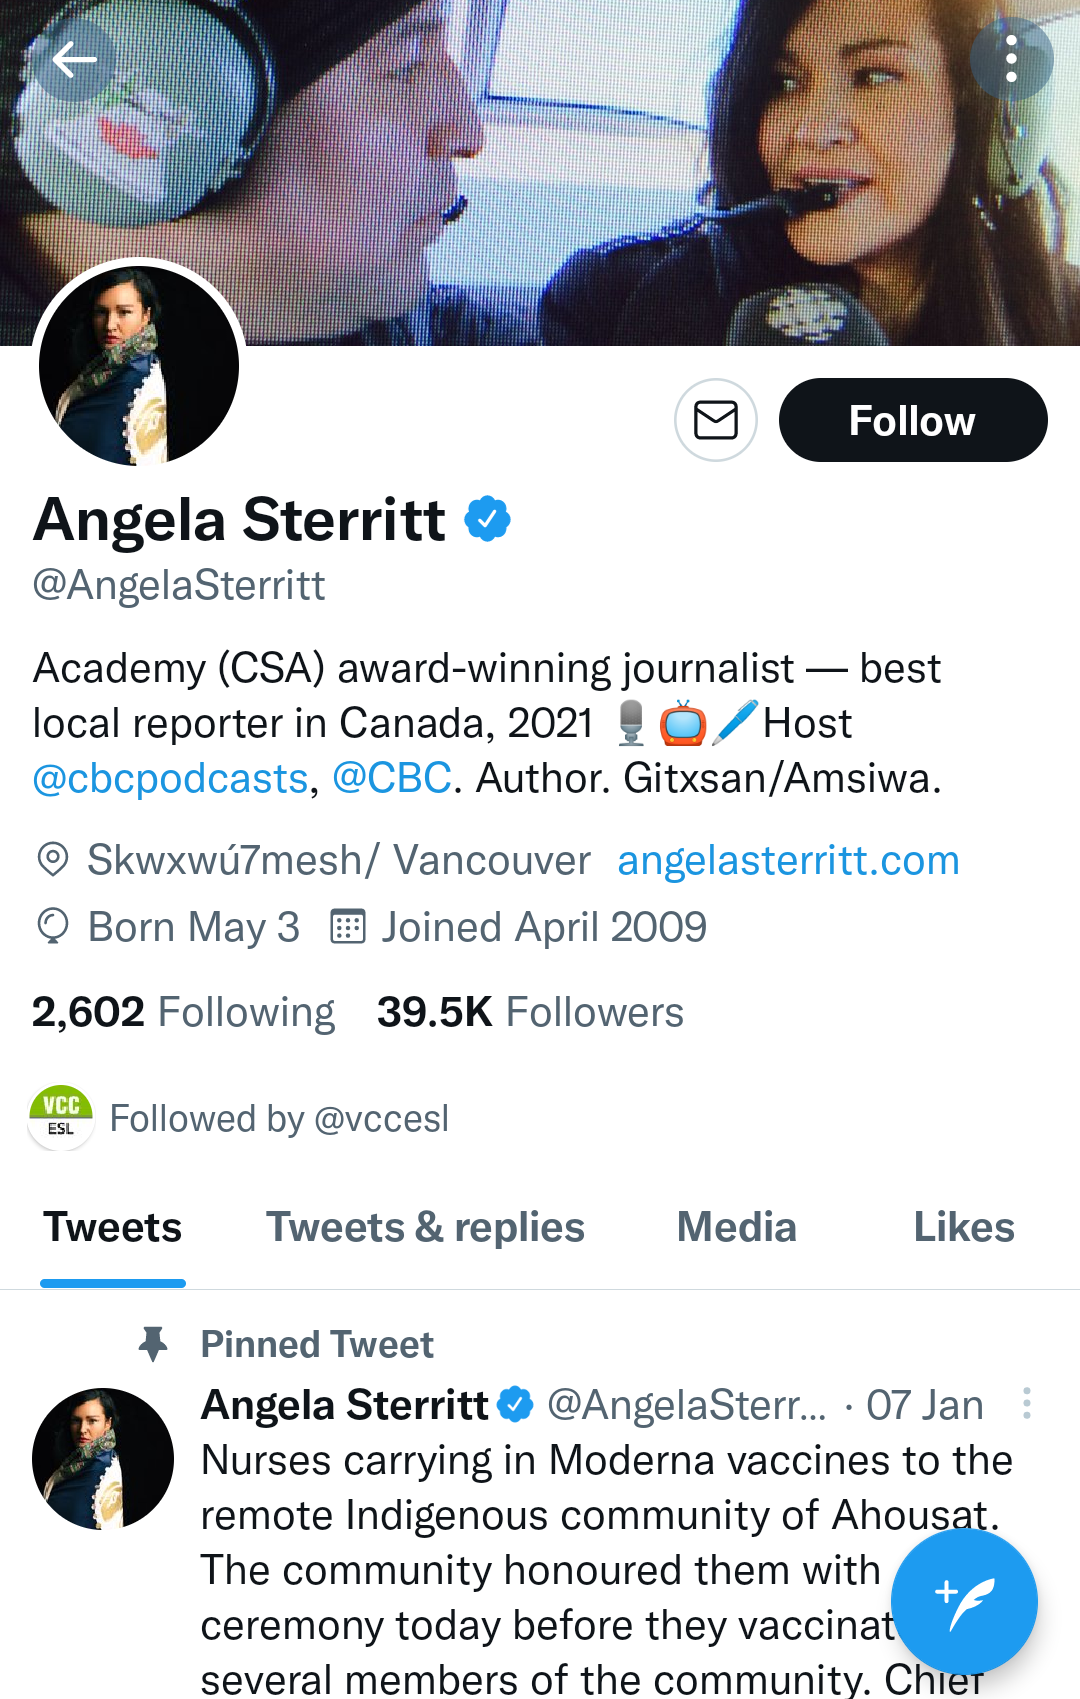 Follow
Angela Sterritt
@AngelaSterritt
Academy (CSA) award-winning journalist — best
local reporter in Canada, 2021 🎙️📺🖊️Host
@cbcpodcasts, @CBC. Author. Gitxsan/Amsiwa.
Skwxwú7mesh/ Vancouver angelasterritt.com
Born May 3 Joined April 2009
2,602 Following 39.5K Followers
VCC
ESL
Followed by @vccesl
Tweets Tweets & replies Media Likes
Pinned Tweet
Angela Sterritt @AngelaSterr... · 07 Jan
Nurses carrying in Moderna vaccines to the
remote Indigenous community of Ahousat.
The community honoured them with
ceremony today before they vaccinat
several members of the community. Chief